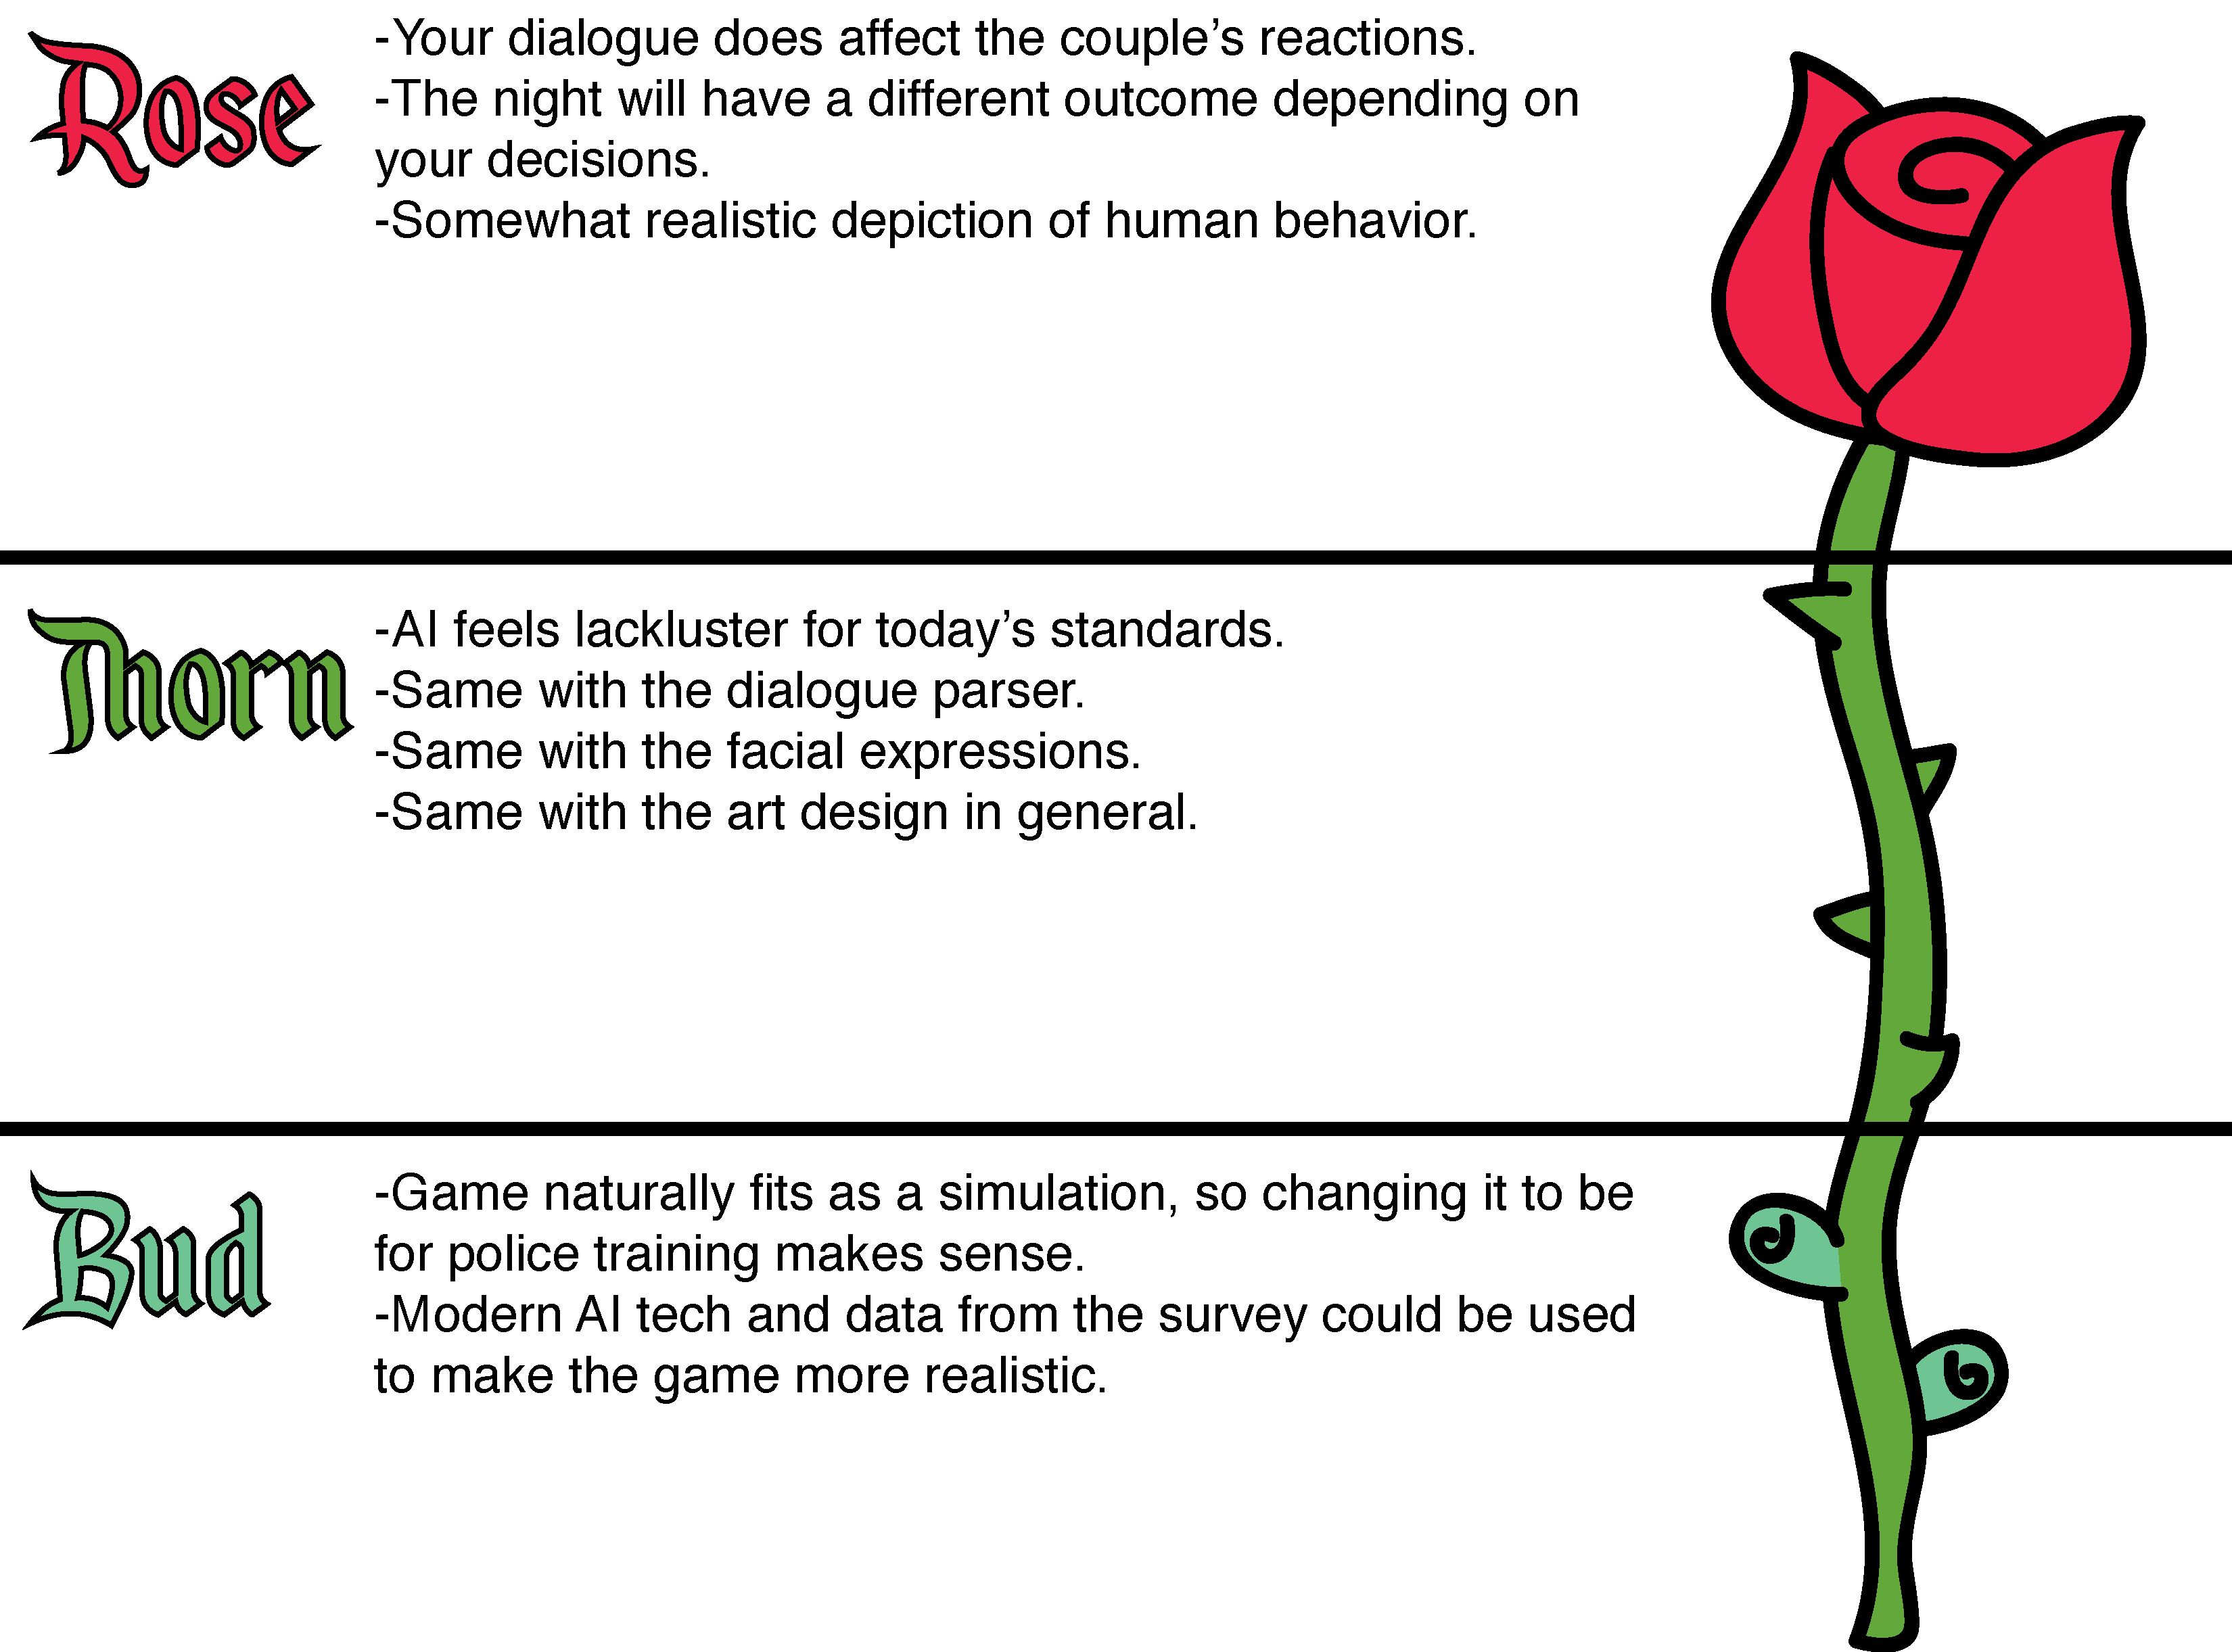 Rose
-Your dialogue does affect the couple’s reactions.
-The night will have a different outcome depending on
your decisions.
-Somewhat realistic depiction of human behavior.
Thorn
-AI feels lackluster for today’s standards.
-Same with the dialogue parser.
-Same with the facial expressions.
-Same with the art design in general.
Bud
-Game naturally fits as a simulation, so changing it to be
for police training makes sense.
-Modern AI tech and data from the survey could be used
to make the game more realistic.